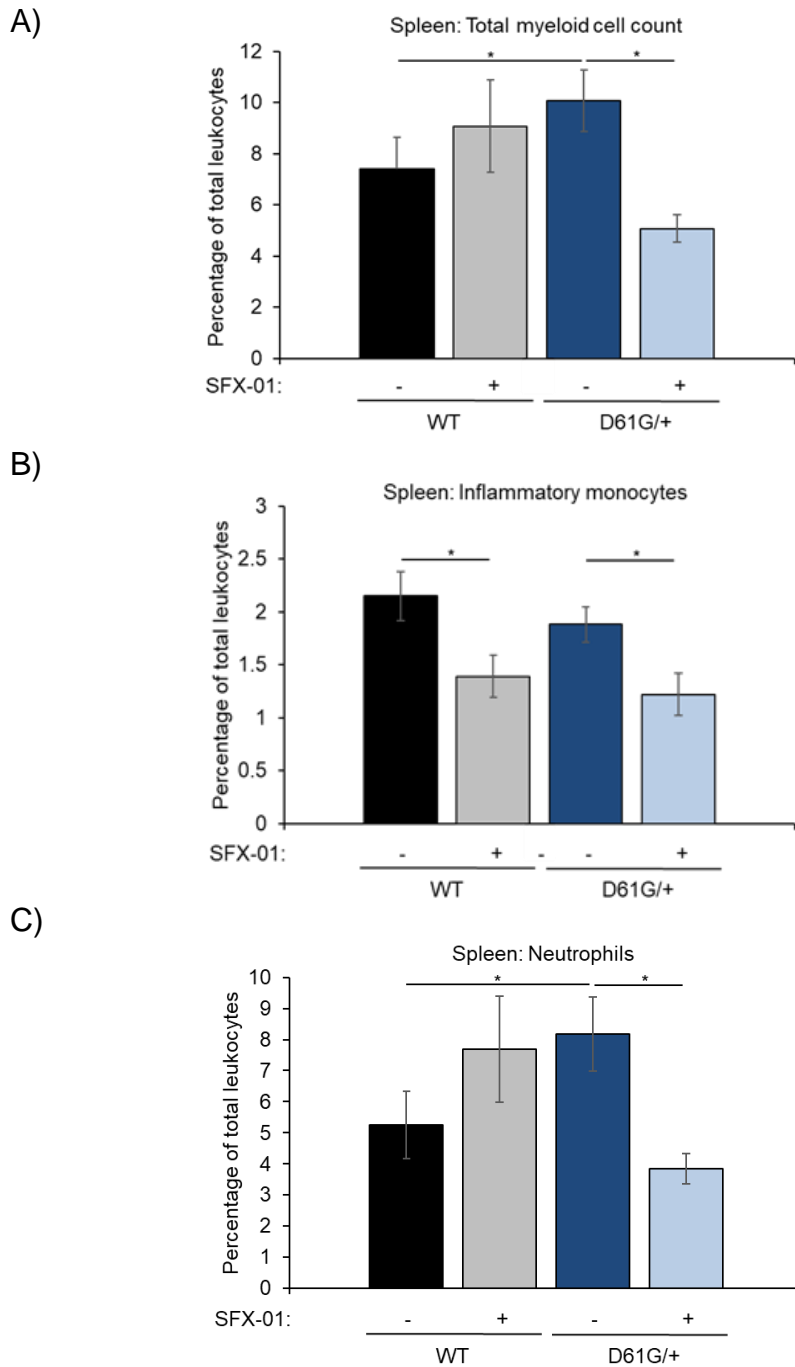 A)
Spleen: Total myeloid cell count
Percentage of total leukocytes
12
10
8
6
4
2
0
* *
SFX-01: - + - +
WT D61G/+
B)
Spleen: Inflammatory monocytes
Percentage of total leukocytes
3
2.5
2
1.5
1
0.5
0
* *
SFX-01: - + - - +
WT D61G/+
C)
Spleen: Neutrophils
Percentage of total leukocytes
10
9
8
7
6
5
4
3
2
1
0
* *
SFX-01: - + - +
WT D61G/+